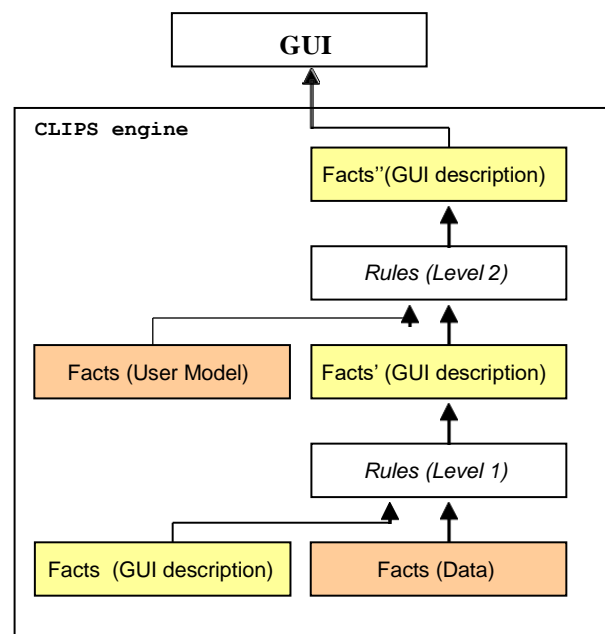 GUI
CLIPS engine
Facts''(GUI description)
Rules (Level 2)
Facts (User Model)
Facts' (GUI description)
Rules (Level 1)
Facts  (GUI description)
Facts (Data)